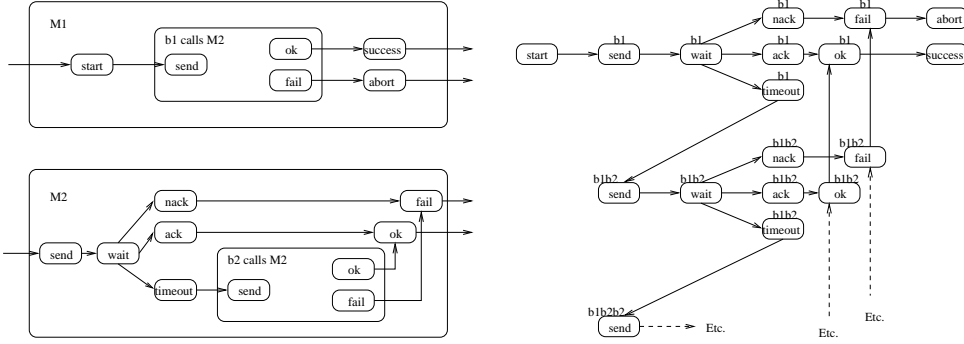 M1
b1 calls M2
start
send
ok
success
fail
abort
M2
nack
fail
ack
ok
send
wait
b2 calls M2
timeout
send
ok
fail
b1
nack
b1
fail
abort
start
b1
send
b1
wait
b1
ack
b1
ok
success
b1
timeout
b1b2
nack
b1b2
fail
b1b2
send
b1b2
wait
b1b2
ack
b1b2
ok
b1b2
timeout
b1b2b2
send
Etc.
Etc.
Etc.